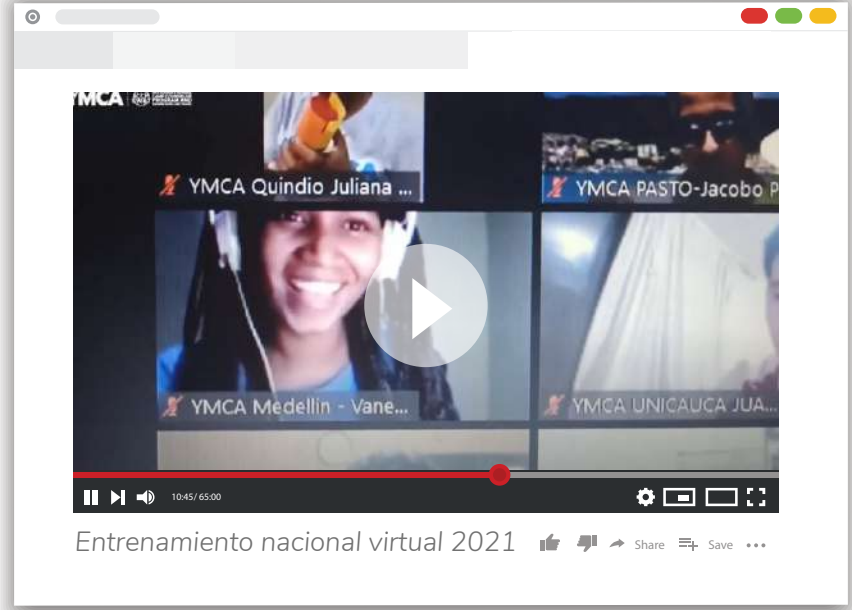 YMCA
YMCA Quindio Juliana ...
YMCA PASTO-Jacobo P
YMCA Medellin - Vane...
YMCA UNICAUCA JUA...
10:45/ 65:00
Entrenamiento nacional virtual 2021
Share
Save